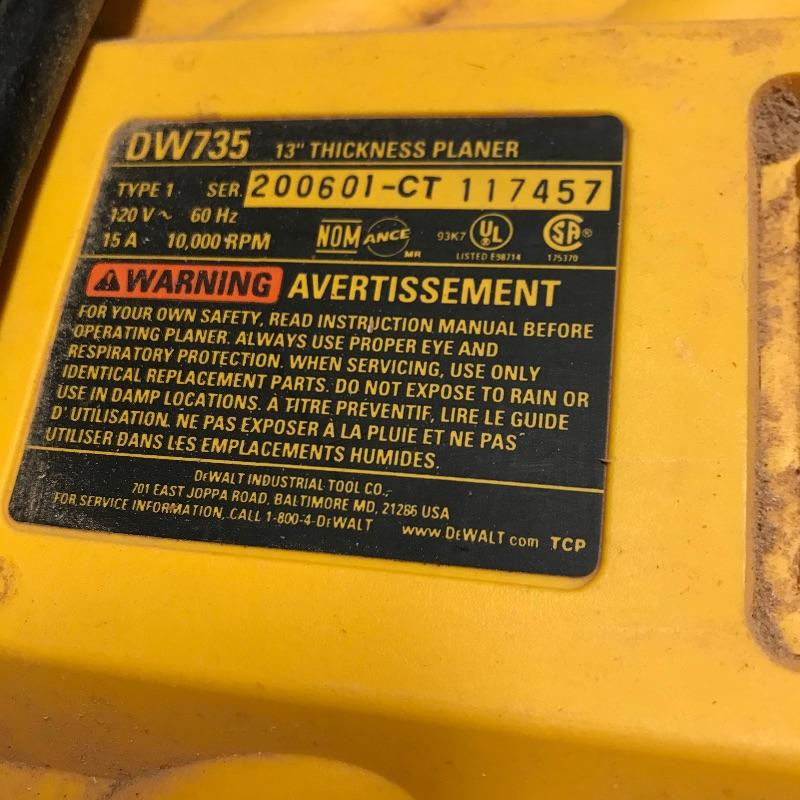 DW735 13" THICKNESS PLANER
TYPE 1 SER. 200601-CT 117457
120 V ~ 60 Hz
15 A 10,000 RPM NOM ANCE MR 93K7 UL LISTED E98714 SA® 175370
WARNING AVERTISSEMENT
FOR YOUR OWN SAFETY, READ INSTRUCTION MANUAL BEFORE
OPERATING PLANER. ALWAYS USE PROPER EYE AND
RESPIRATORY PROTECTION. WHEN SERVICING, USE ONLY
IDENTICAL REPLACEMENT PARTS. DO NOT EXPOSE TO RAIN OR
USE IN DAMP LOCATIONS. À TITRE PRÉVENTIF, LIRE LE GUIDE
D' UTILISATION. NE PAS EXPOSER À LA PLUIE ET NE PAS
UTILISER DANS LES EMPLACEMENTS HUMIDES.
DEWALT INDUSTRIAL TOOL CO.,
701 EAST JOPPA ROAD, BALTIMORE MD, 21286 USA
FOR SERVICE INFORMATION, CALL 1-800-4-DEWALT www.DEWALT.com TCP